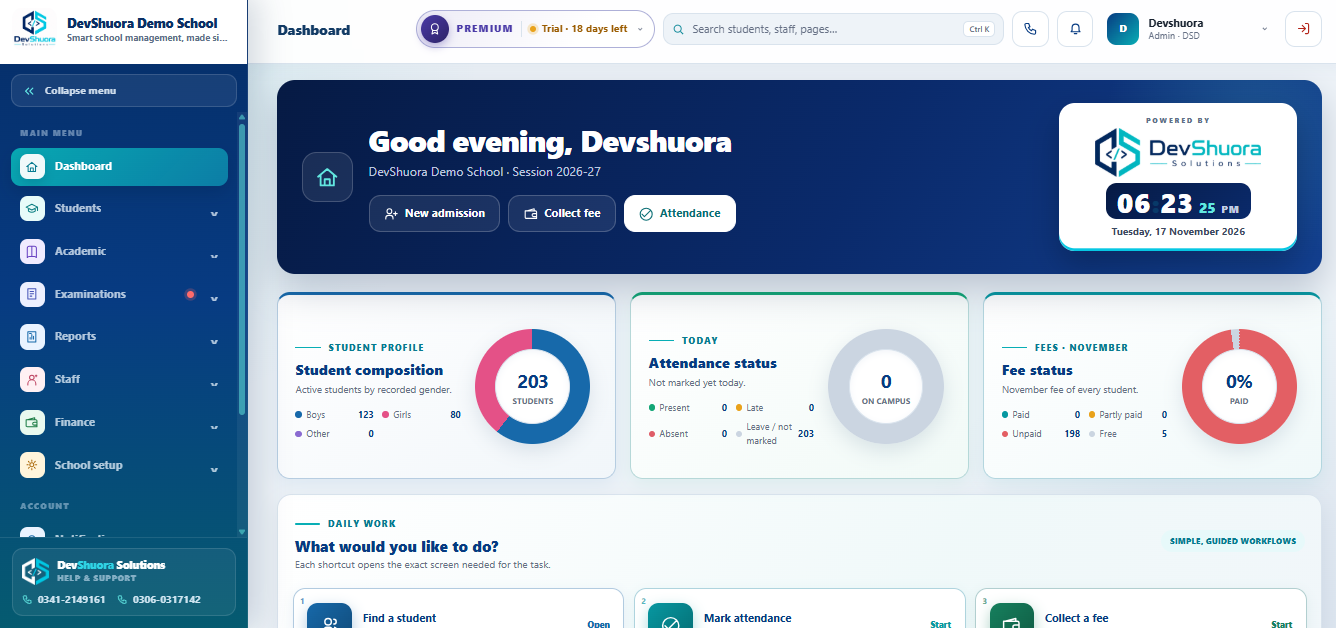 DevShuora Demo School
Smart school management, made si...
DevShuora
Solutions
Collapse menu
MAIN MENU
Dashboard
Students
Academic
Examinations
Reports
Staff
Finance
School setup
ACCOUNT
DevShuora Solutions
HELP & SUPPORT
0341-2149161 0306-0317142
Dashboard
PREMIUM Trial · 18 days left
Search students, staff, pages... Ctrl K
D
Devshuora
Admin · DSD
Good evening, Devshuora
DevShuora Demo School · Session 2026-27
New admission Collect fee Attendance
POWERED BY
DevShuora
Solutions
06:23 25 PM
Tuesday, 17 November 2026
STUDENT PROFILE
Student composition
Active students by recorded gender.
Boys 123 Girls 80
Other 0
203
STUDENTS
TODAY
Attendance status
Not marked yet today.
Present 0 Late 0
Absent 0 Leave / not marked 203
0
ON CAMPUS
FEES · NOVEMBER
Fee status
November fee of every student.
Paid 0 Partly paid 0
Unpaid 198 Free 5
0%
PAID
DAILY WORK
What would you like to do?
Each shortcut opens the exact screen needed for the task.
SIMPLE, GUIDED WORKFLOWS
1 Find a student Open
2 Mark attendance Start
3 Collect a fee Start